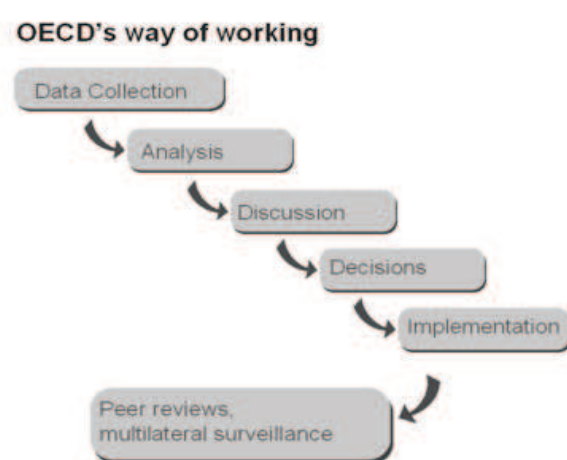 OECD's way of working
Data Collection
Analysis
Discussion
Decisions
Implementation
Peer reviews,
multilateral surveillance